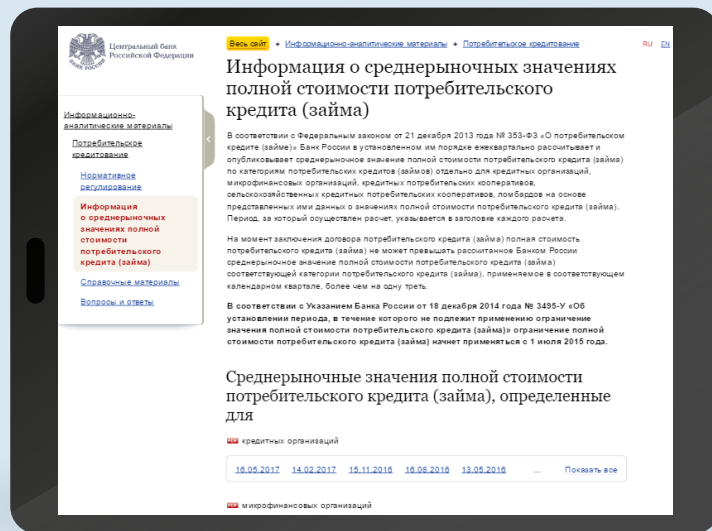 Центральный банк
Российской Федерации
БАНК РОССИИ
Весь сайт
Информационно-аналитические материалы
Потребительское кредитование
RU EN
Информация о среднерыночных значениях
полной стоимости потребительского
кредита (займа)
Информационно-
аналитические материалы
Потребительское
кредитование
Нормативное
регулирование
Информация
о среднерыночных
значениях полной
стоимости
потребительского
кредита (займа)
Справочные материалы
Вопросы и ответы
В соответствии с Федеральным законом от 21 декабря 2013 года № 353-ФЗ «О потребительском
кредите (займе)» Банк России в установленном им порядке ежеквартально рассчитывает и
опубликовывает среднерыночное значение полной стоимости потребительского кредита (займа)
по категориям потребительских кредитов (займов) отдельно для кредитных организаций,
микрофинансовых организаций, кредитных потребительских кооперативов,
сельскохозяйственных кредитных потребительских кооперативов, ломбардов на основе
представленных ими данных о значениях полной стоимости потребительского кредита (займа).
Период, за который осуществлен расчет, указывается в заголовке каждого расчета.
На момент заключения договора потребительского кредита (займа) полная стоимость
потребительского кредита (займа) не может превышать рассчитанное Банком России
среднерыночное значение полной стоимости потребительского кредита (займа)
соответствующей категории потребительского кредита (займа), применяемое в соответствующем
календарном квартале, более чем на одну треть.
В соответствии с Указанием Банка России от 18 декабря 2014 года № 3495-У «Об
установлении периода, в течение которого не подлежит применению ограничение
значения полной стоимости потребительского кредита (займа)» ограничение полной
стоимости потребительского кредита (займа) начнет применяться с 1 июля 2015 года.
Среднерыночные значения полной стоимости
потребительского кредита (займа), определенные
для
PDF кредитных организаций
16.05.2017 14.02.2017 15.11.2016 16.08.2016 13.05.2016 ... Показать все
PDF микрофинансовых организаций